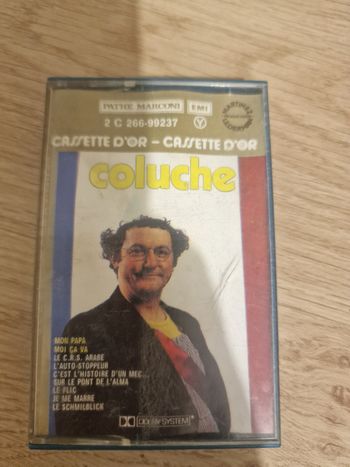 PATHE MARCONI EMI
2 C 266-99237 Y
CASSETTE D'OR – CASSETTE D'OR
coluche
MON PAPA
MOI ÇA VA
LE C.R.S. ARABE
L'AUTO-STOPPEUR
C'EST L'HISTOIRE D'UN MEC...
SUR LE PONT DE L'ALMA
LE FLIC
JE ME MARRE
LE SCHMILBLICK
DOLBY SYSTEM